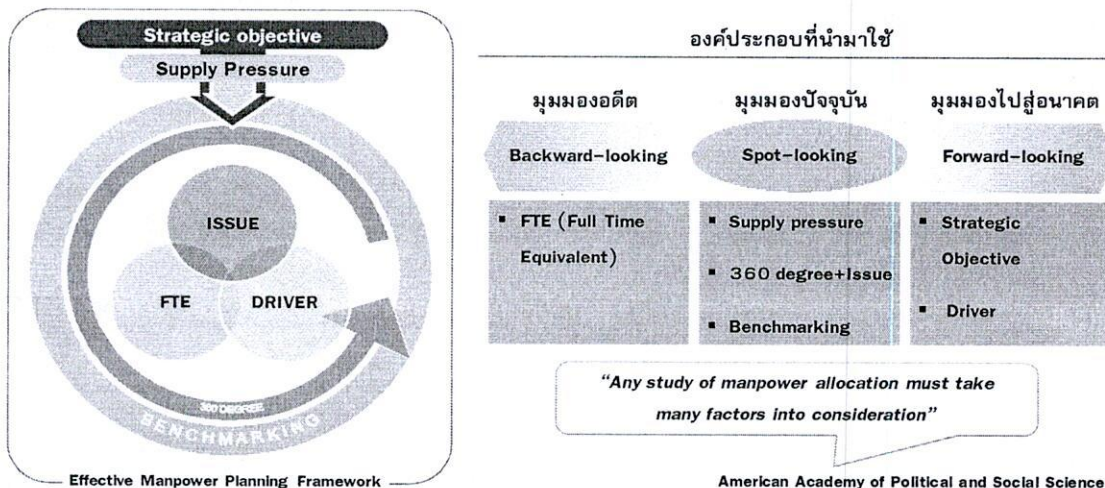 Strategic objective
Supply Pressure
ISSUE
FTE
DRIVER
360 DEGREE
BENCHMARKING
Effective Manpower Planning Framework
องค์ประกอบที่นำมาใช้
มุมมองอดีต
มุมมองปัจจุบัน
มุมมองไปสู่อนาคต
Backward-looking
Spot-looking
Forward-looking
▪ FTE (Full Time
Equivalent)
▪ Supply pressure
▪ 360 degree+Issue
▪ Benchmarking
▪ Strategic
Objective
▪ Driver
“Any study of manpower allocation must take
many factors into consideration”
American Academy of Political and Social Science